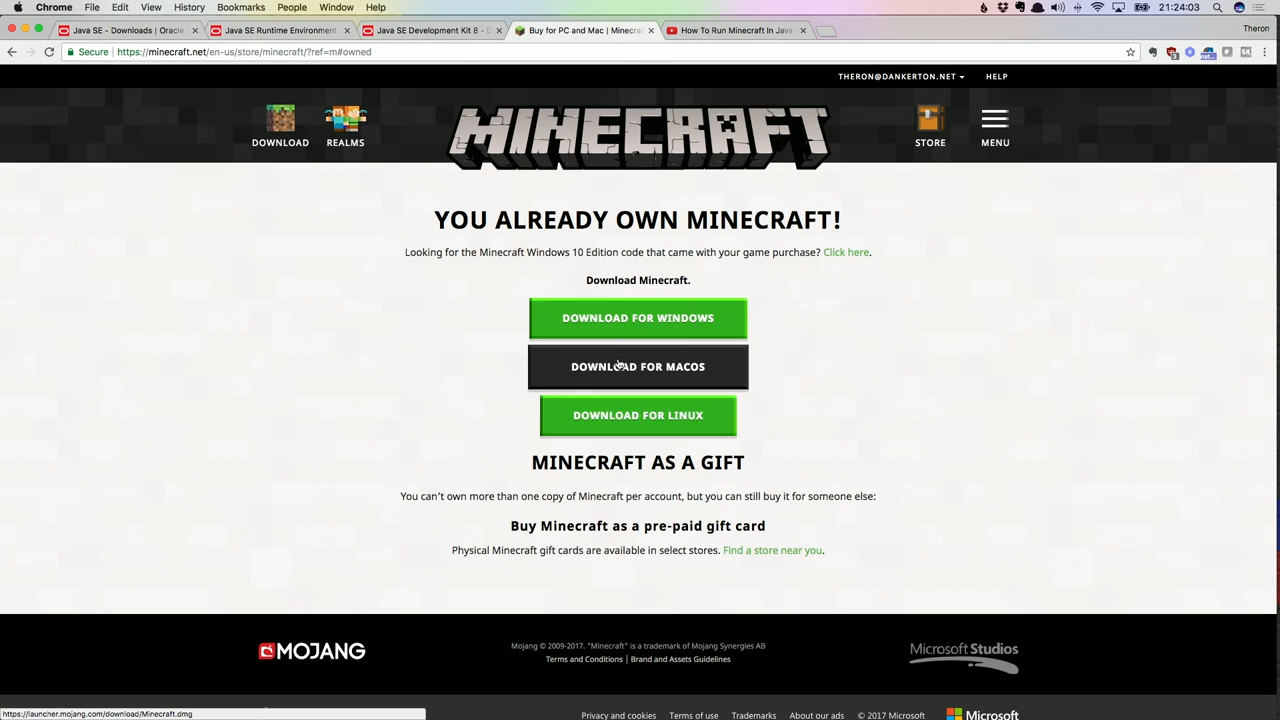 Chrome File Edit View History Bookmarks People Window Help 21:24:03
Java SE - Downloads | Oracle
Java SE Runtime Environment
Java SE Development Kit 8 - D
Buy for PC and Mac | Minecraf
How To Run Minecraft In Java
Theron
Secure https://minecraft.net/en-us/store/minecraft/?ref=m#owned
THERON@DANKERTON.NET HELP
MINECRAFT
DOWNLOAD REALMS STORE MENU
YOU ALREADY OWN MINECRAFT!
Looking for the Minecraft Windows 10 Edition code that came with your game purchase? Click here.
Download Minecraft.
DOWNLOAD FOR WINDOWS
DOWNLOAD FOR MACOS
DOWNLOAD FOR LINUX
MINECRAFT AS A GIFT
You can't own more than one copy of Minecraft per account, but you can still buy it for someone else:
Buy Minecraft as a pre-paid gift card
Physical Minecraft gift cards are available in select stores. Find a store near you.
MOJANG
Mojang © 2009-2017. "Minecraft" is a trademark of Mojang Synergies AB
Terms and Conditions | Brand and Assets Guidelines
Microsoft Studios
https://launcher.mojang.com/download/Minecraft.dmg
Privacy and cookies Terms of use Trademarks About our ads © 2017 Microsoft Microsoft